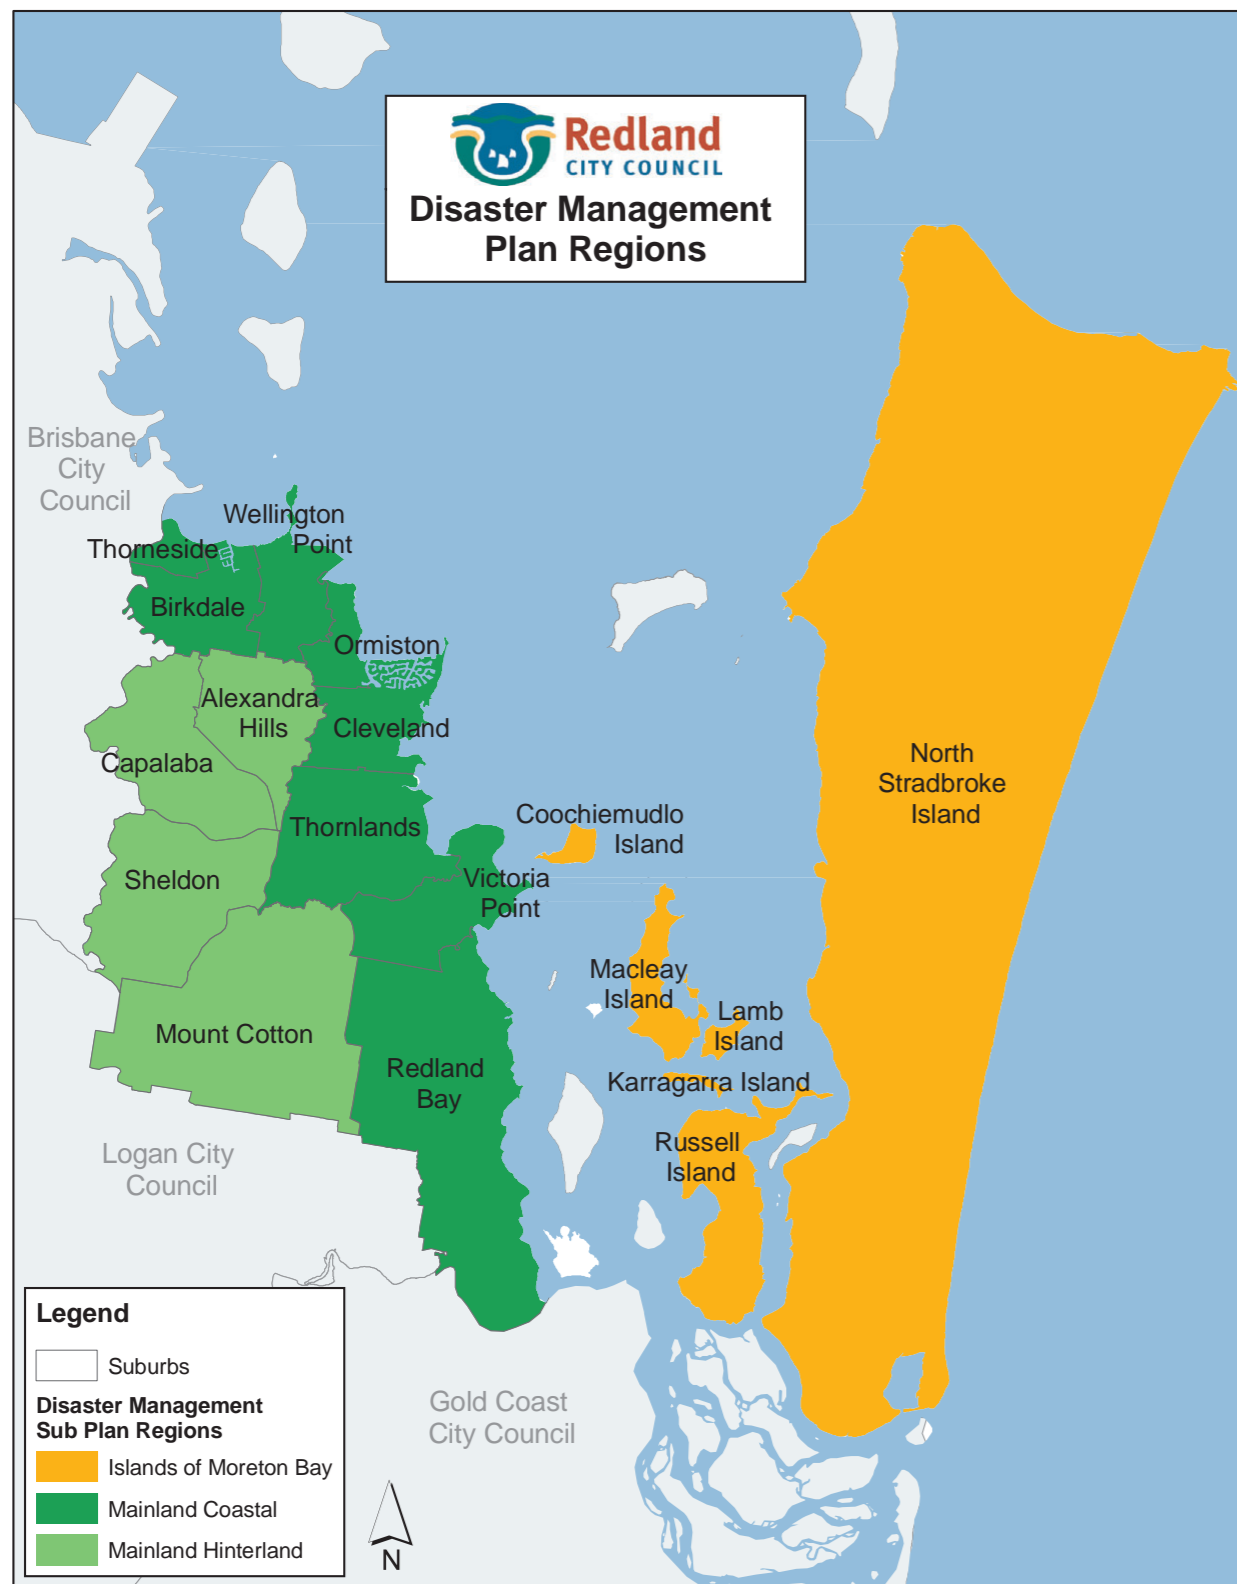 Redland
CITY COUNCIL
Disaster Management
Plan Regions
Brisbane
City
Council
Wellington
Point
Thorneside
Birkdale
Ormiston
Alexandra
Hills
Cleveland
Capalaba
North
Stradbroke
Island
Coochiemudlo
Island
Thornlands
Sheldon
Victoria
Point
Macleay
Island
Lamb
Island
Mount Cotton
Redland
Bay
Karragarra Island
Russell
Island
Logan City
Council
Gold Coast
City Council
Legend
Suburbs
Disaster Management
Sub Plan Regions
Islands of Moreton Bay
Mainland Coastal
Mainland Hinterland
N